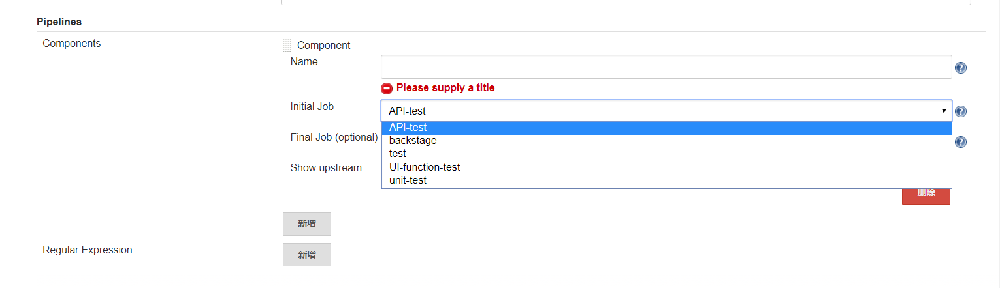 Pipelines
Components
Component
Name
Please supply a title
Initial Job
API-test
API-test
backstage
Final Job (optional)
test
Show upstream
UI-function-test
unit-test
删除
新增
Regular Expression
新增